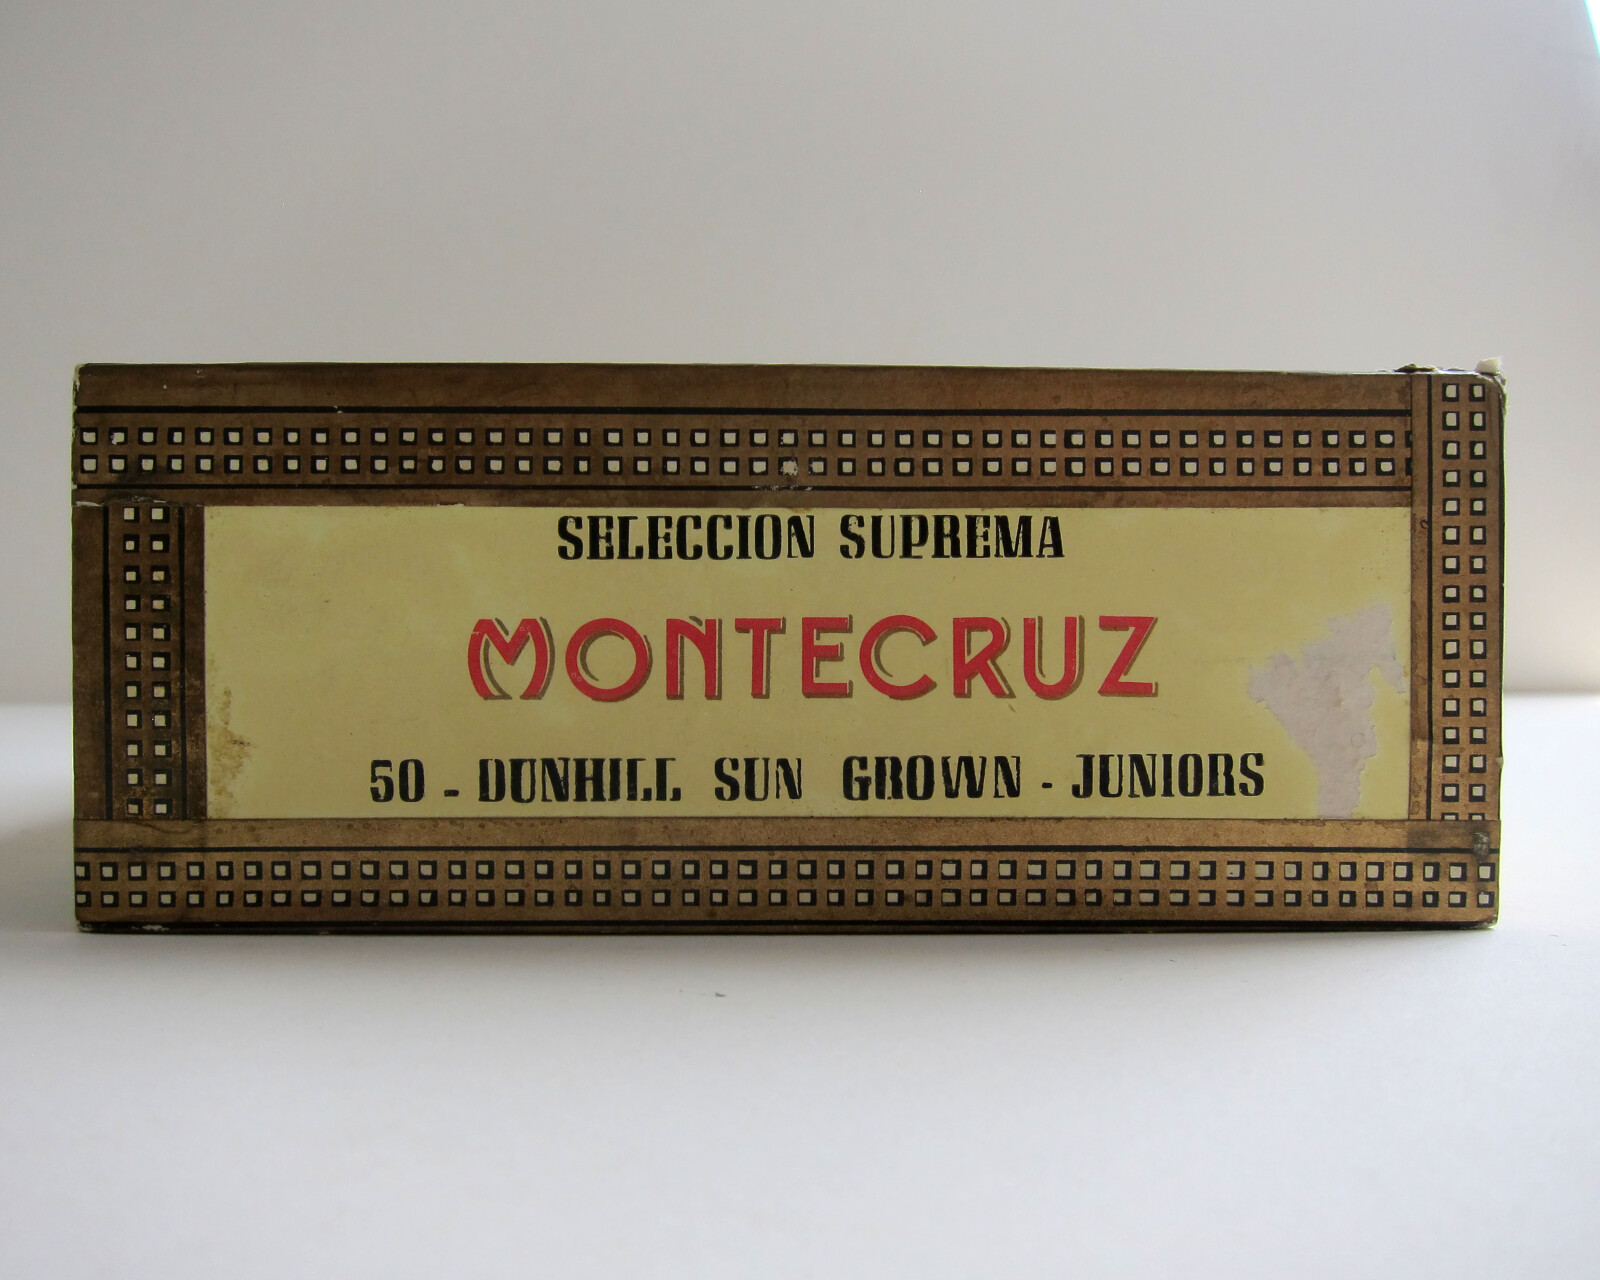 SELECCION SUPREMA
MONTECRUZ
50 - DUNHILL SUN GROWN - JUNIORS